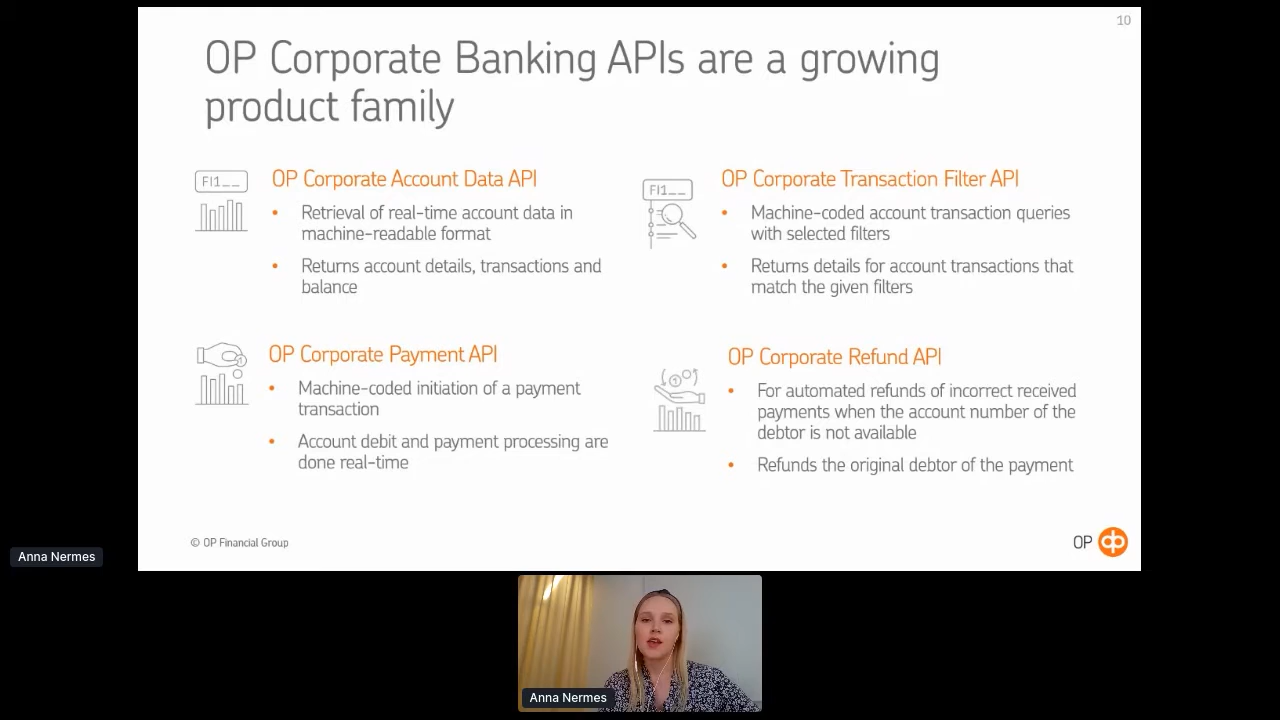 10
OP Corporate Banking APIs are a growing
product family
FI1__
OP Corporate Account Data API
• Retrieval of real-time account data in
machine-readable format
• Returns account details, transactions and
balance
FI1__
OP Corporate Transaction Filter API
• Machine-coded account transaction queries
with selected filters
• Returns details for account transactions that
match the given filters
1
OP Corporate Payment API
• Machine-coded initiation of a payment
transaction
• Account debit and payment processing are
done real-time
1
OP Corporate Refund API
• For automated refunds of incorrect received
payments when the account number of the
debtor is not available
• Refunds the original debtor of the payment
© OP Financial Group
OP
Anna Nermes
Anna Nermes